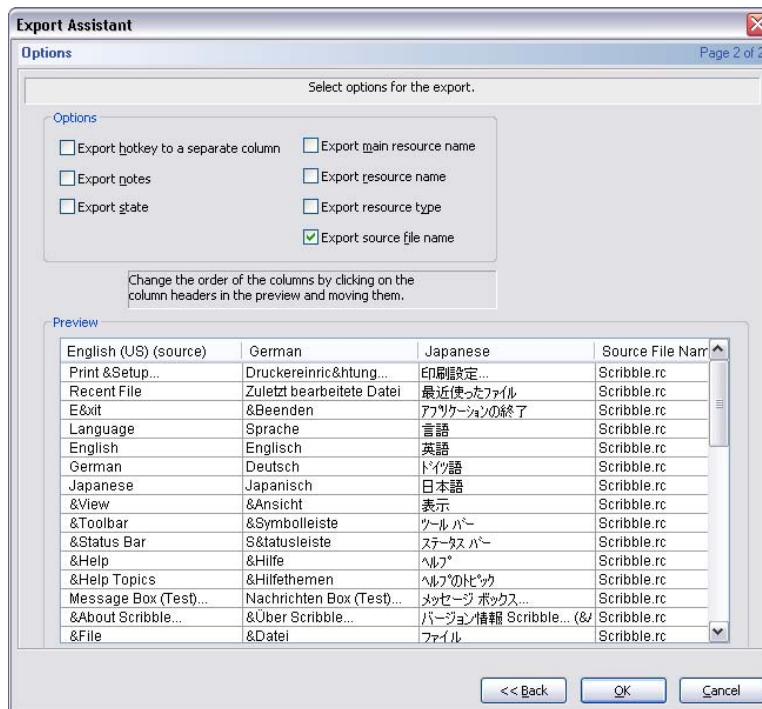 Export Assistant
Options Page 2 of 2
Select options for the export.
Options
Export hotkey to a separate column Export main resource name
Export notes Export resource name
Export state Export resource type
Export source file name
Change the order of the columns by clicking on the
column headers in the preview and moving them.
Preview
English (US) (source) German Japanese Source File Nam
Print &Setup... Druckereinric&htung... 印刷設定... Scribble.rc
Recent File Zuletzt bearbeitete Datei 最近使ったファイル Scribble.rc
E&xit &Beenden アプリケーションの終了 Scribble.rc
Language Sprache 言語 Scribble.rc
English Englisch 英語 Scribble.rc
German Deutsch ドイツ語 Scribble.rc
Japanese Japanisch 日本語 Scribble.rc
&View &Ansicht 表示 Scribble.rc
&Toolbar &Symbolleiste ツール バー Scribble.rc
&Status Bar S&tatusleiste ステータス バー Scribble.rc
&Help &Hilfe ヘルプ Scribble.rc
&Help Topics &Hilfethemen ヘルプのトピック Scribble.rc
Message Box (Test)... Nachrichten Box (Test)... メッセージ ボックス... Scribble.rc
&About Scribble... &Über Scribble... バージョン情報 Scribble... (&A Scribble.rc
&File &Datei ファイル Scribble.rc
<< Back OK Cancel